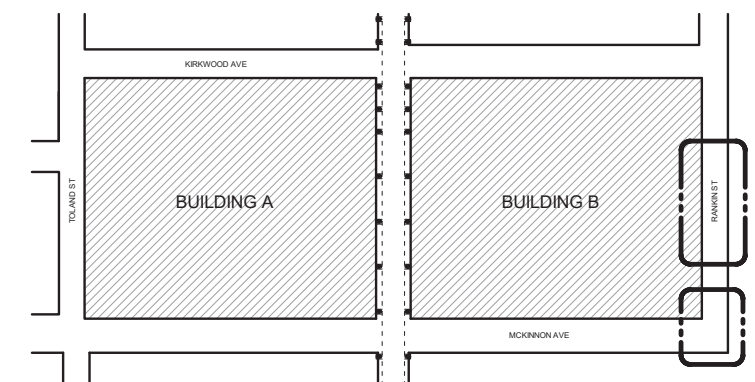 KIRKWOOD AVE
TOLAND ST
BUILDING A
BUILDING B
RANKIN ST
MCKINNON AVE